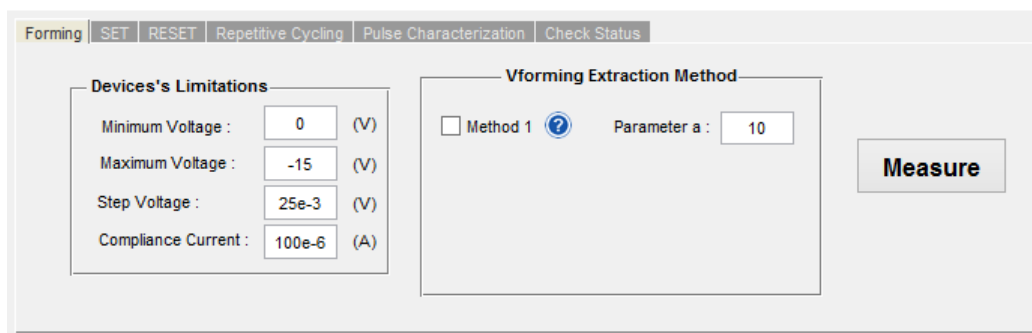 Forming SET RESET Repetitive Cycling Pulse Characterization Check Status
Devices's Limitations
Minimum Voltage : 0 (V)
Maximum Voltage : -15 (V)
Step Voltage : 25e-3 (V)
Compliance Current : 100e-6 (A)
Vforming Extraction Method
Method 1 ? Parameter a : 10
Measure